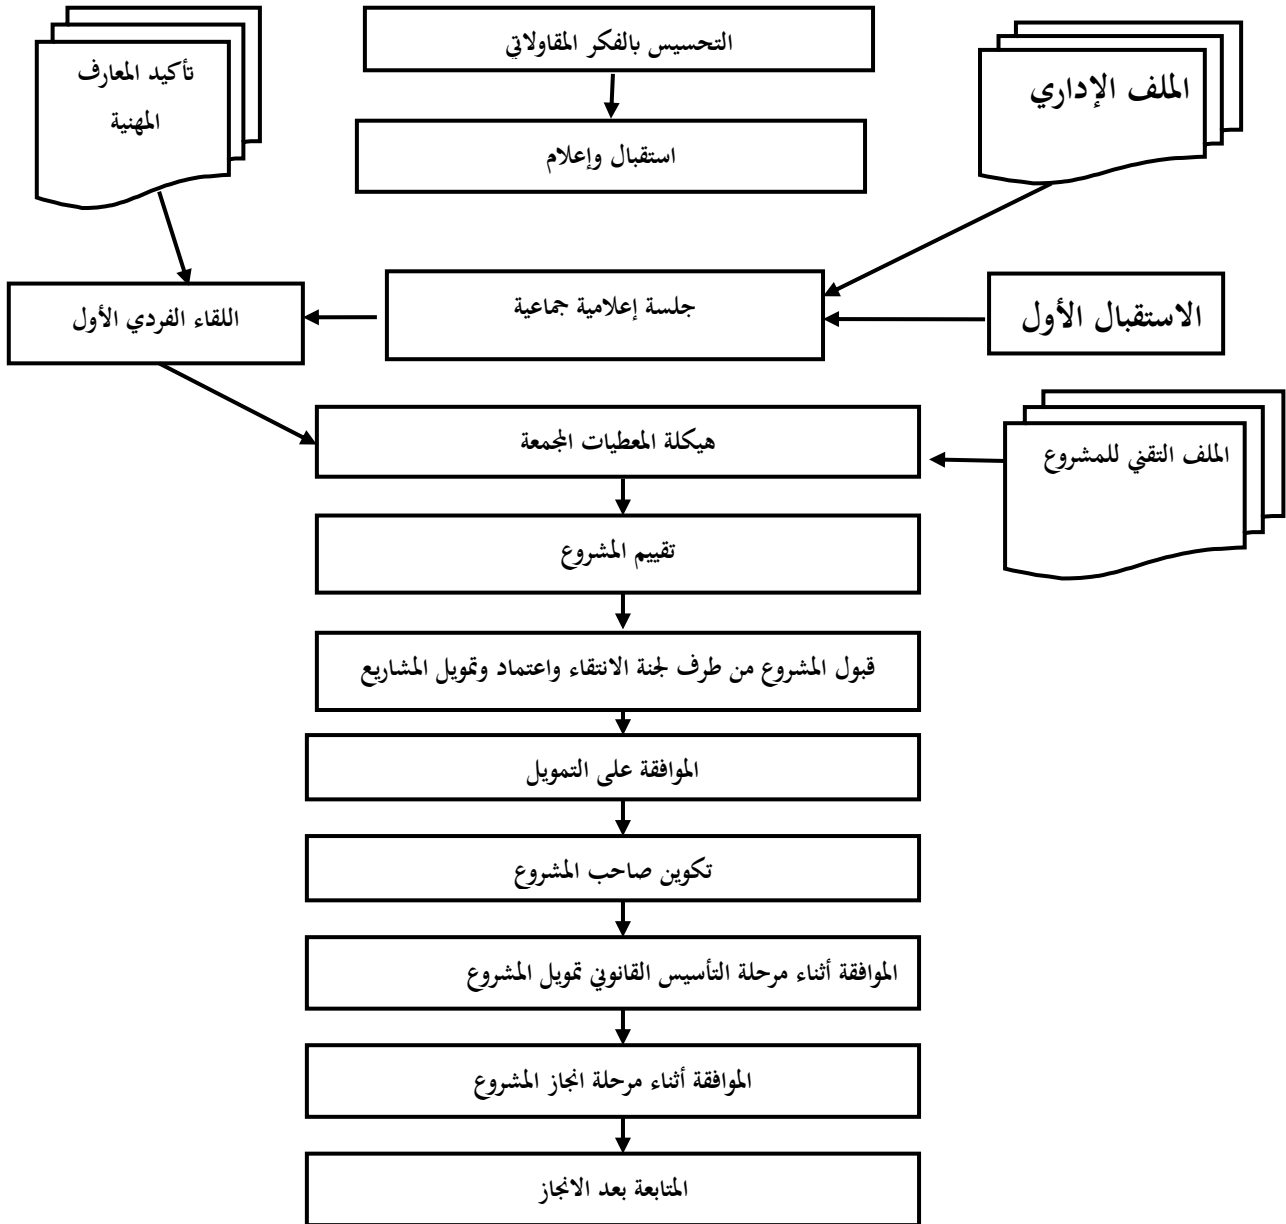 التحسيس بالفكر المقاولاتي
الملف الإداري
تأكيد المعارف
المهنية
استقبال وإعلام
الاستقبال الأول
جلسة إعلامية جماعية
اللقاء الفردي الأول
هيكلة المعطيات المجمعة
الملف التقني للمشروع
تقييم المشروع
قبول المشروع من طرف لجنة الانتقاء واعتماد وتمويل المشاريع
الموافقة على التمويل
تكوين صاحب المشروع
الموافقة أثناء مرحلة التأسيس القانوني تمويل المشروع
الموافقة أثناء مرحلة انجاز المشروع
المتابعة بعد الانجاز